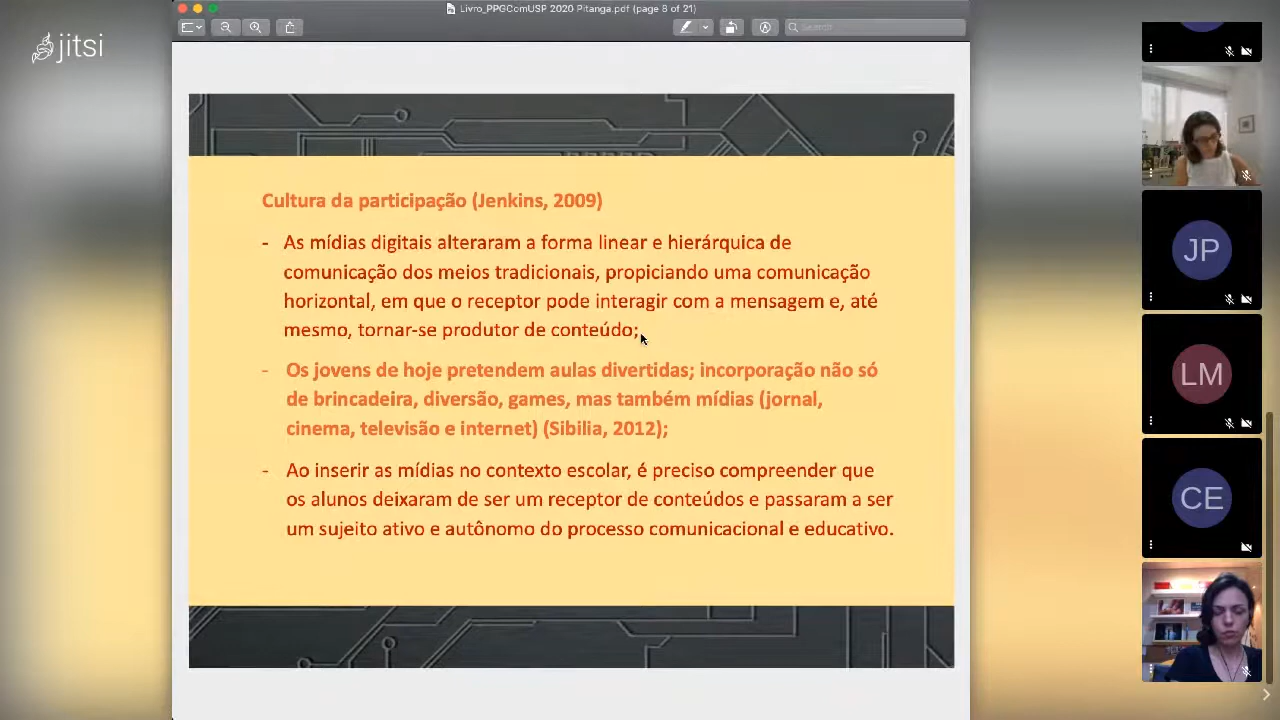 Livro_PPGComUSP 2020 Pitanga.pdf (page 8 of 21)
jitsi
Search
Cultura da participação (Jenkins, 2009)
- As mídias digitais alteraram a forma linear e hierárquica de
comunicação dos meios tradicionais, propiciando uma comunicação
horizontal, em que o receptor pode interagir com a mensagem e, até
mesmo, tornar-se produtor de conteúdo;
- Os jovens de hoje pretendem aulas divertidas; incorporação não só
de brincadeira, diversão, games, mas também mídias (jornal,
cinema, televisão e internet) (Sibilia, 2012);
- Ao inserir as mídias no contexto escolar, é preciso compreender que
os alunos deixaram de ser um receptor de conteúdos e passaram a ser
um sujeito ativo e autônomo do processo comunicacional e educativo.
JP
LM
CE